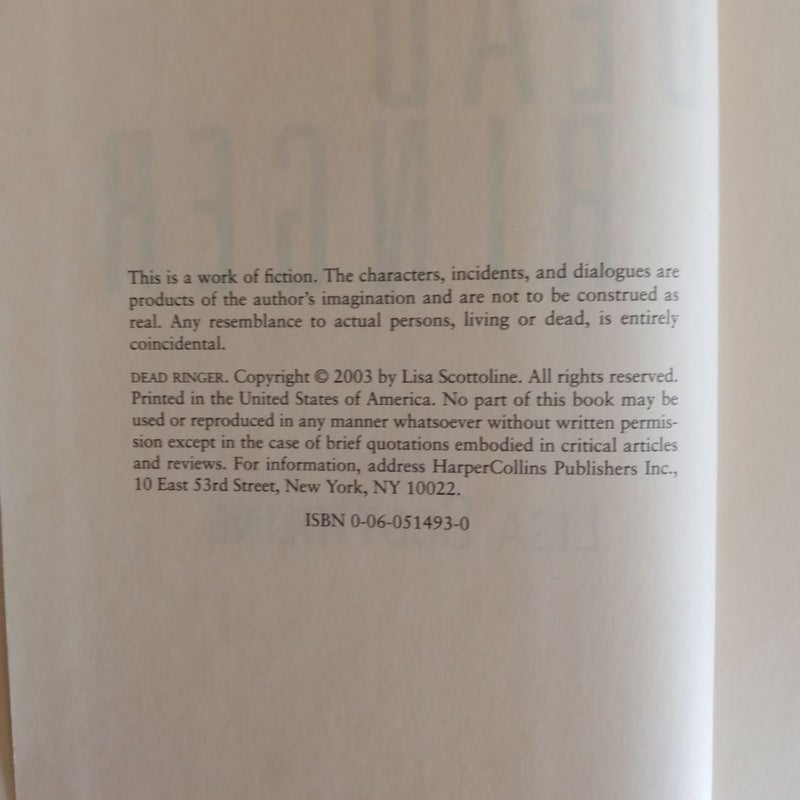 This is a work of fiction. The characters, incidents, and dialogues are
products of the author's imagination and are not to be construed as
real. Any resemblance to actual persons, living or dead, is entirely
coincidental.
DEAD RINGER. Copyright © 2003 by Lisa Scottoline. All rights reserved.
Printed in the United States of America. No part of this book may be
used or reproduced in any manner whatsoever without written permis-
sion except in the case of brief quotations embodied in critical articles
and reviews. For information, address HarperCollins Publishers Inc.,
10 East 53rd Street, New York, NY 10022.
ISBN 0-06-051493-0